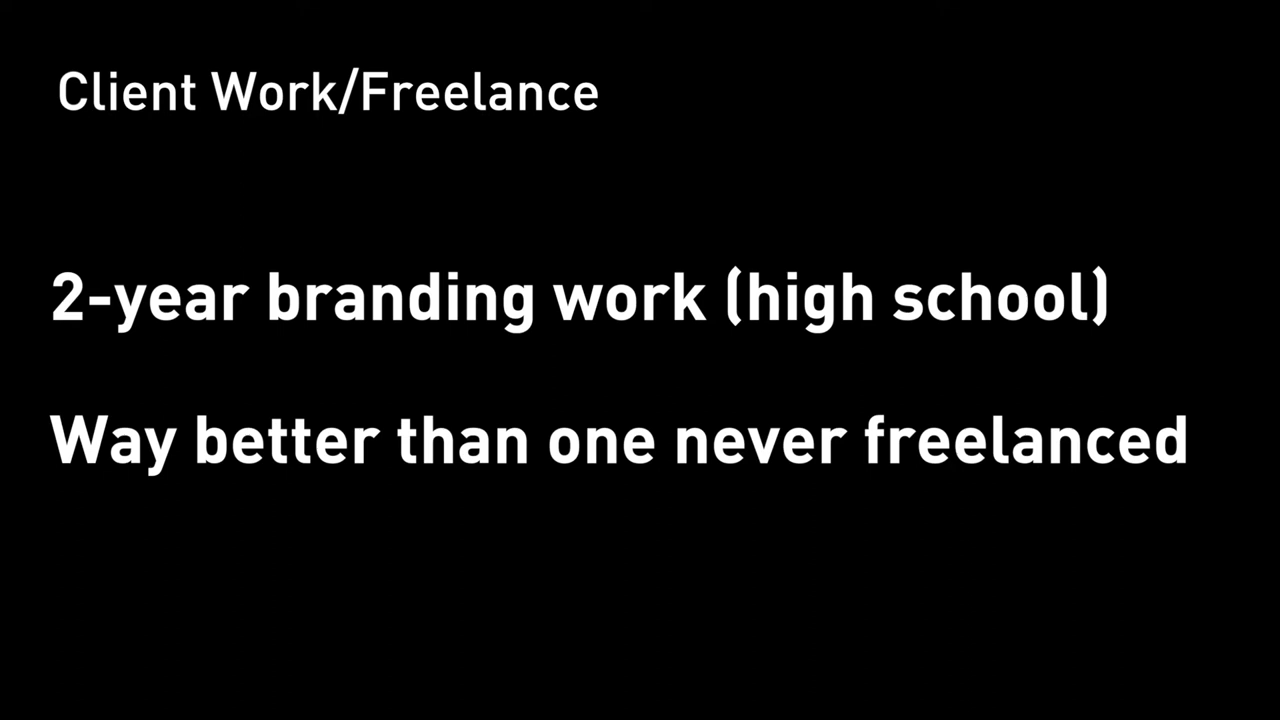 Client Work/Freelance
2-year branding work (high school)
Way better than one never freelanced